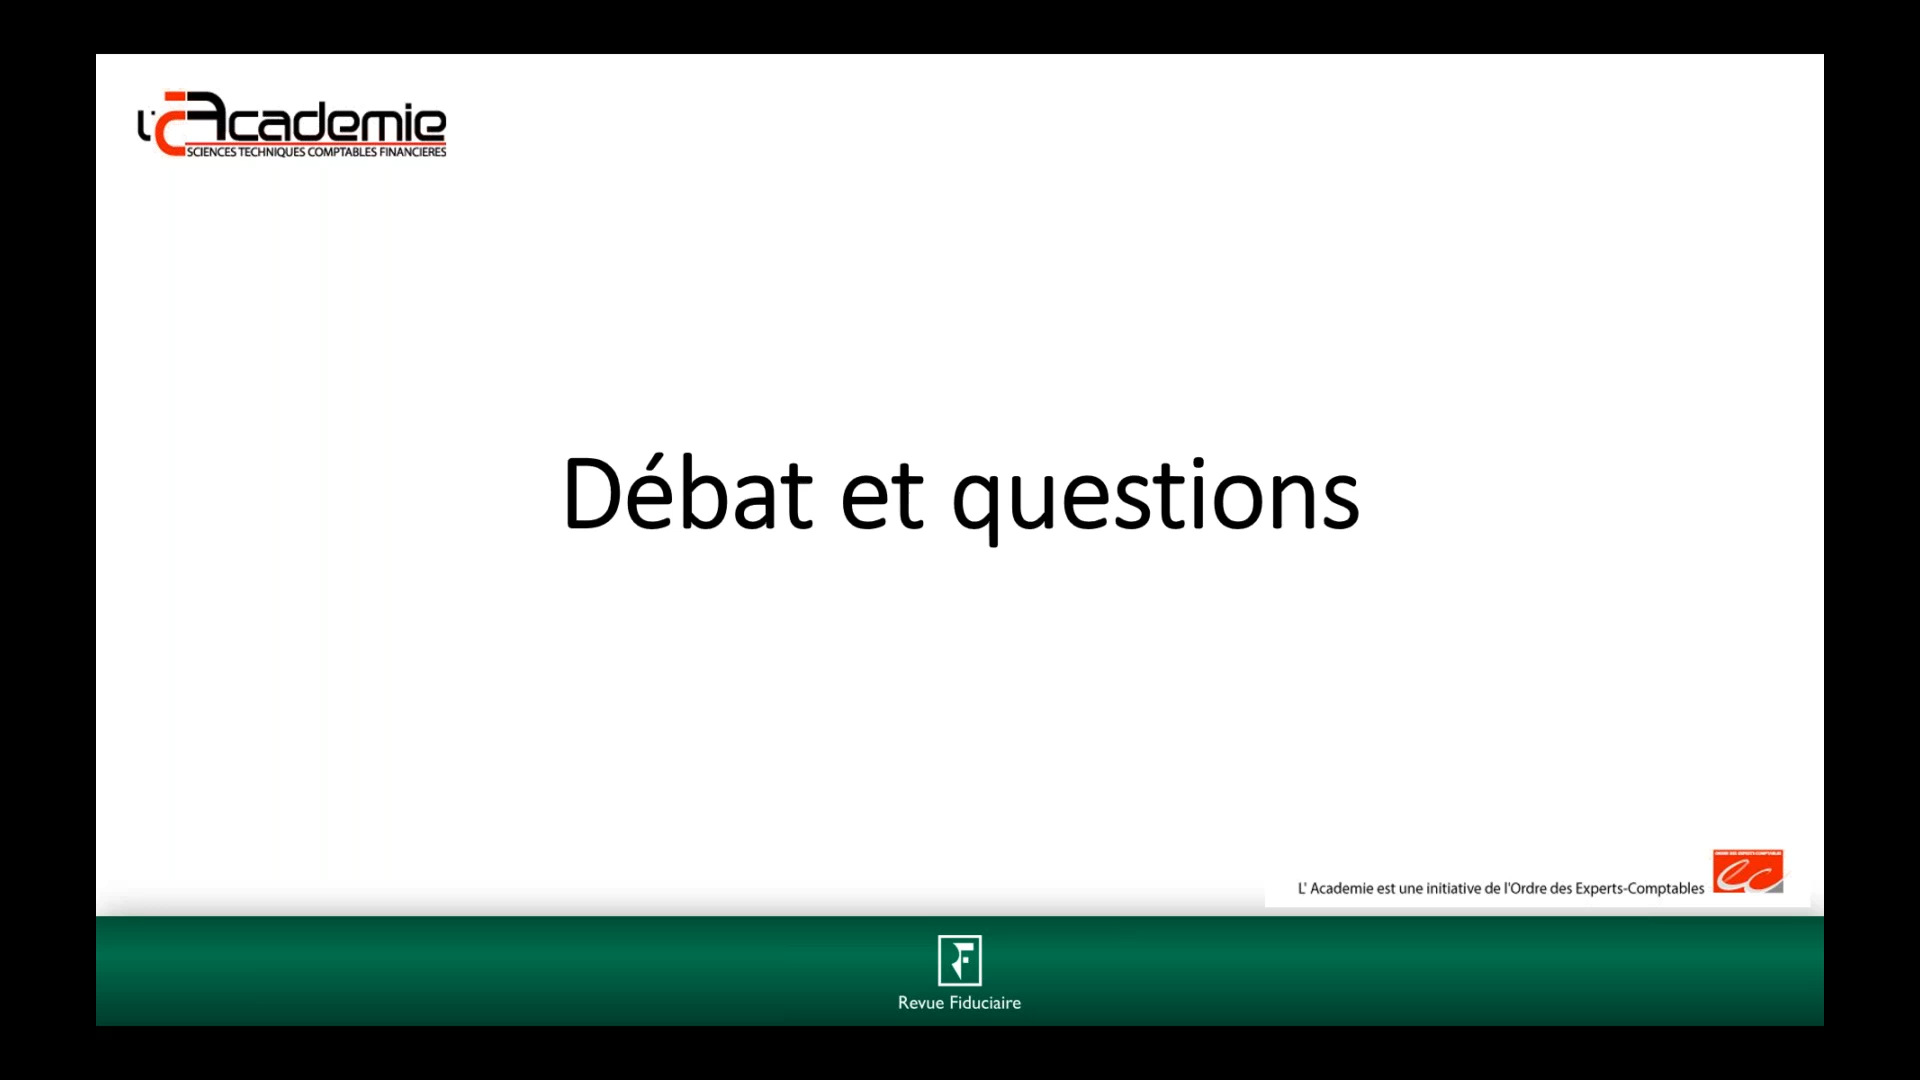 L'Academie
SCIENCES TECHNIQUES COMPTABLES FINANCIERES
Débat et questions
L' Academie est une initiative de l'Ordre des Experts-Comptables
ec
Revue Fiduciaire